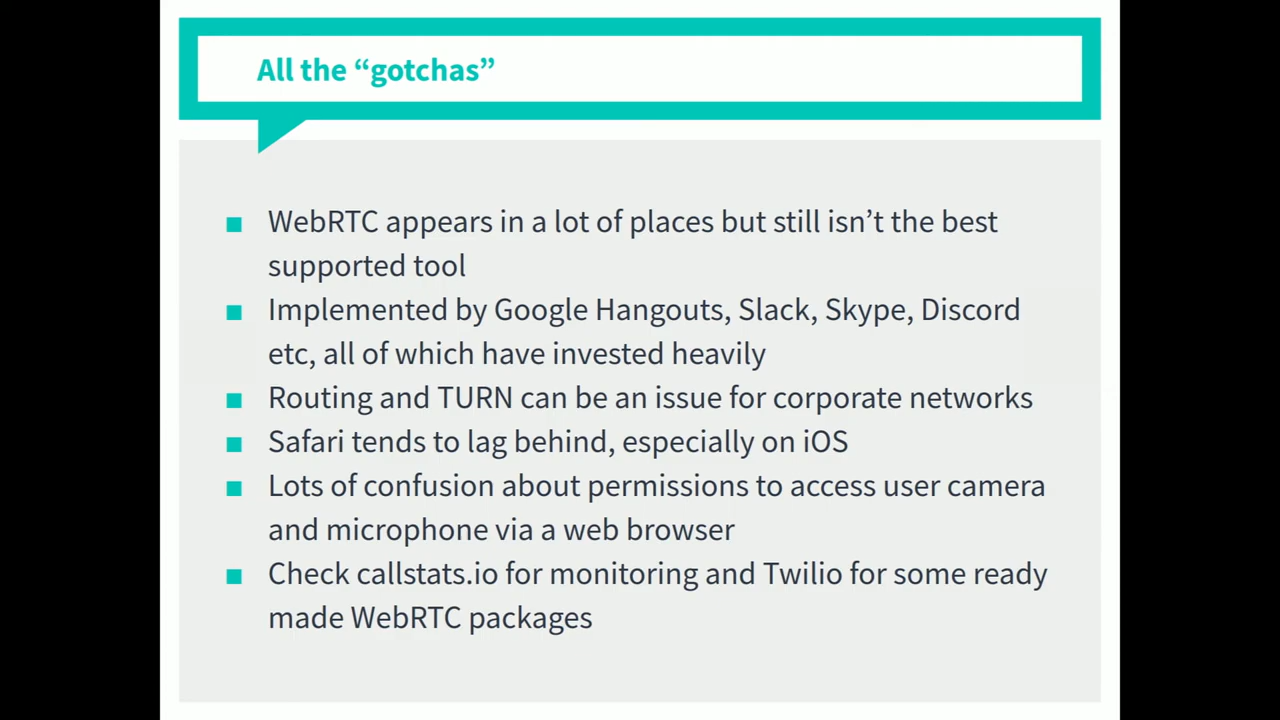 All the “gotchas”
WebRTC appears in a lot of places but still isn’t the best
supported tool
Implemented by Google Hangouts, Slack, Skype, Discord
etc, all of which have invested heavily
Routing and TURN can be an issue for corporate networks
Safari tends to lag behind, especially on iOS
Lots of confusion about permissions to access user camera
and microphone via a web browser
Check callstats.io for monitoring and Twilio for some ready
made WebRTC packages